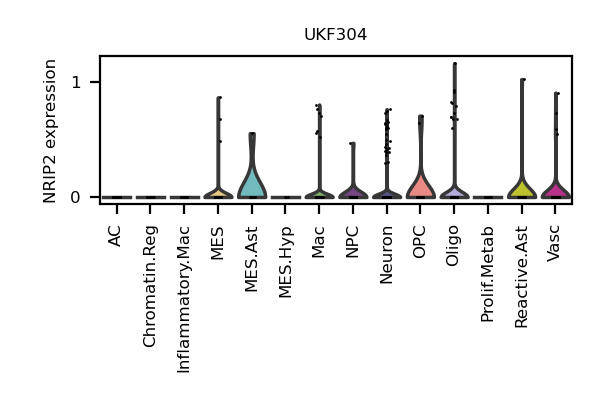 UKF304
NRIP2 expression
1
0
AC
Chromatin.Reg
Inflammatory.Mac
MES
MES.Ast
MES.Hyp
Mac
NPC
Neuron
OPC
Oligo
Prolif.Metab
Reactive.Ast
Vasc